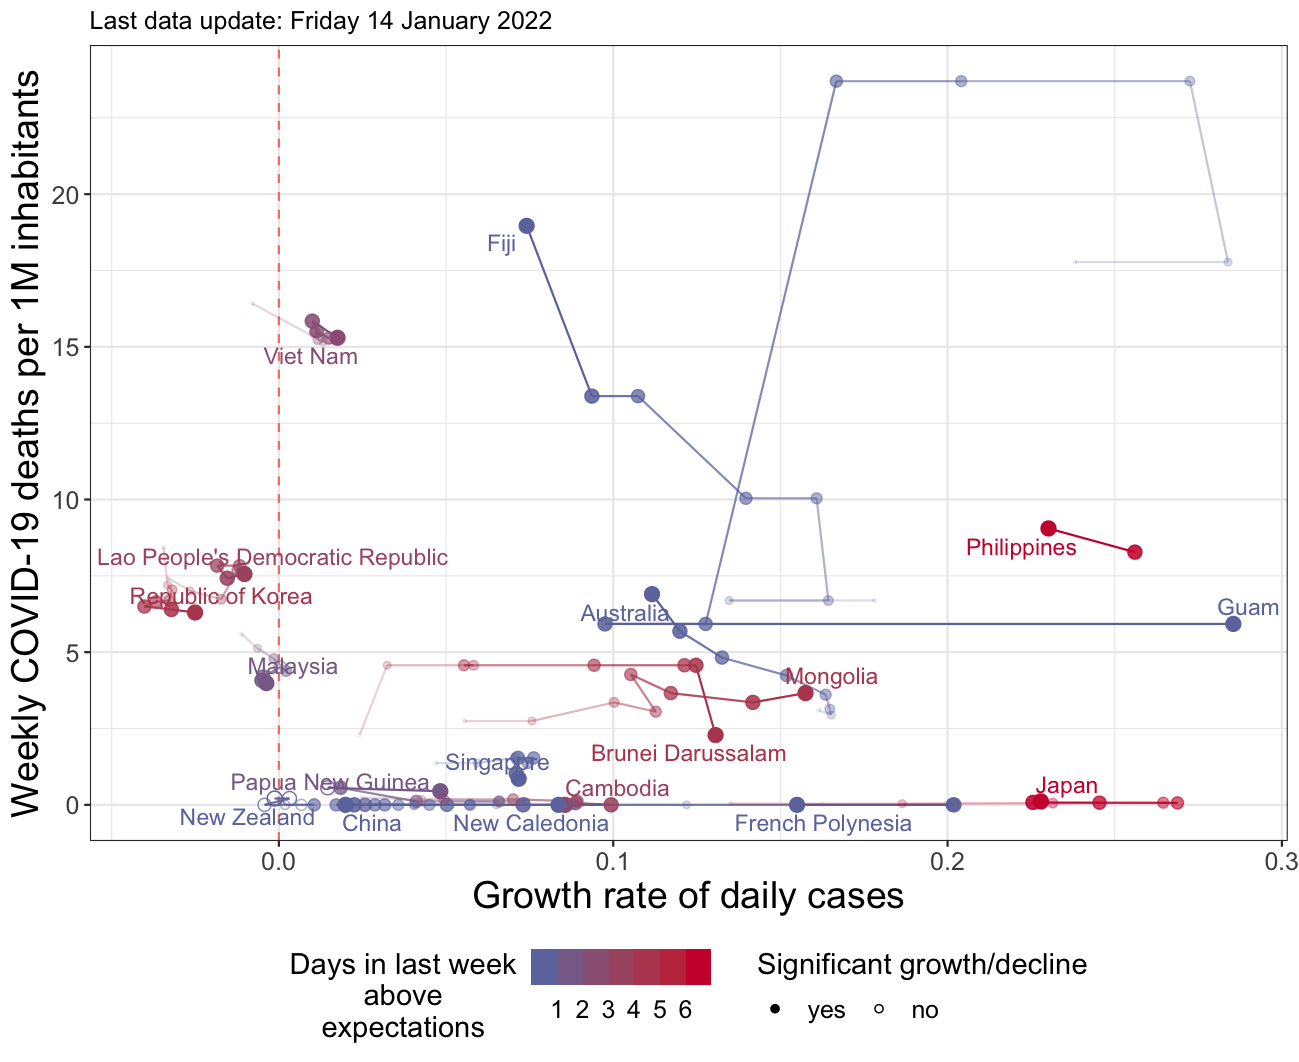 Last data update: Friday 14 January 2022
Weekly COVID-19 deaths per 1M inhabitants
20
15
10
5
0
Fiji
Viet Nam
Philippines
Lao People's Democratic Republic
Republic of Korea
Australia
Guam
Malaysia
Mongolia
Brunei Darussalam
Singapore
Papua New Guinea
Cambodia
Japan
New Zealand
China
New Caledonia
French Polynesia
0.0
0.1
0.2
0.3
Growth rate of daily cases
Days in last week
above
expectations
1 2 3 4 5 6
Significant growth/decline
yes
no